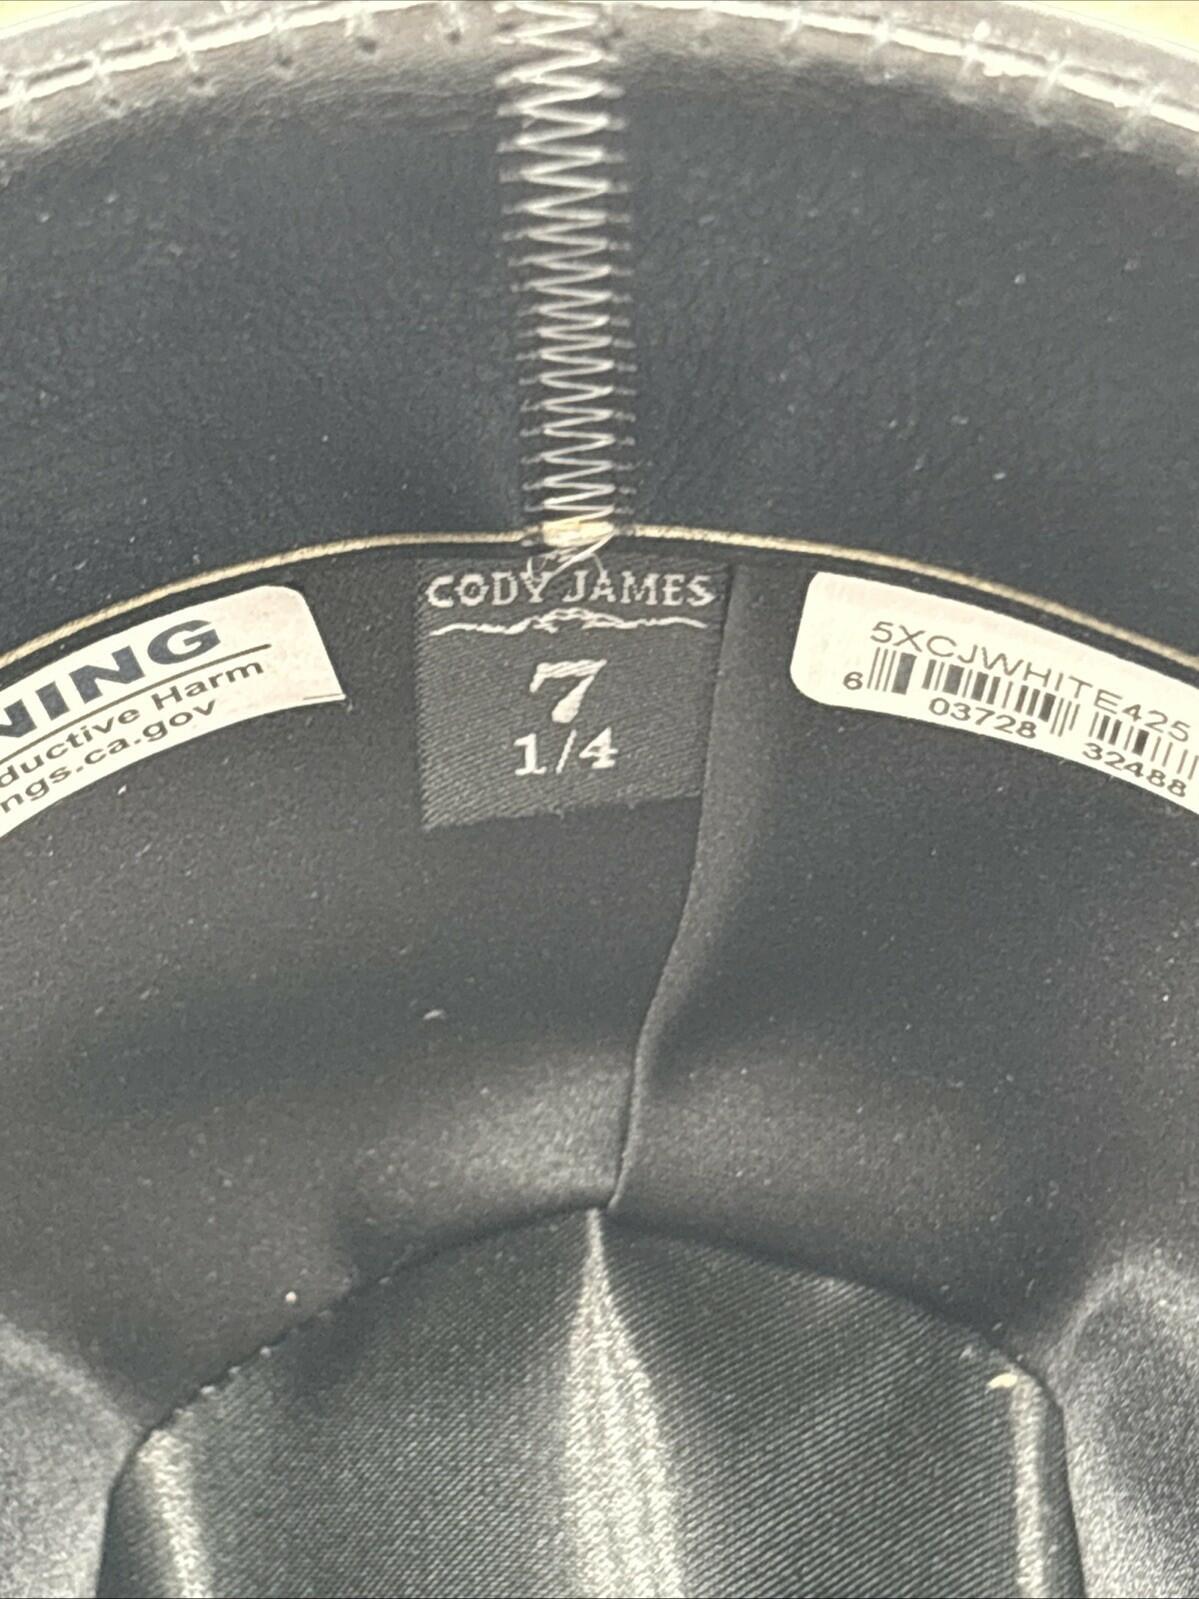 NING
ductive Harm
ngs.ca.gov
CODY JAMES
7
1/4
5XCJWHITE425
6 03728 32488